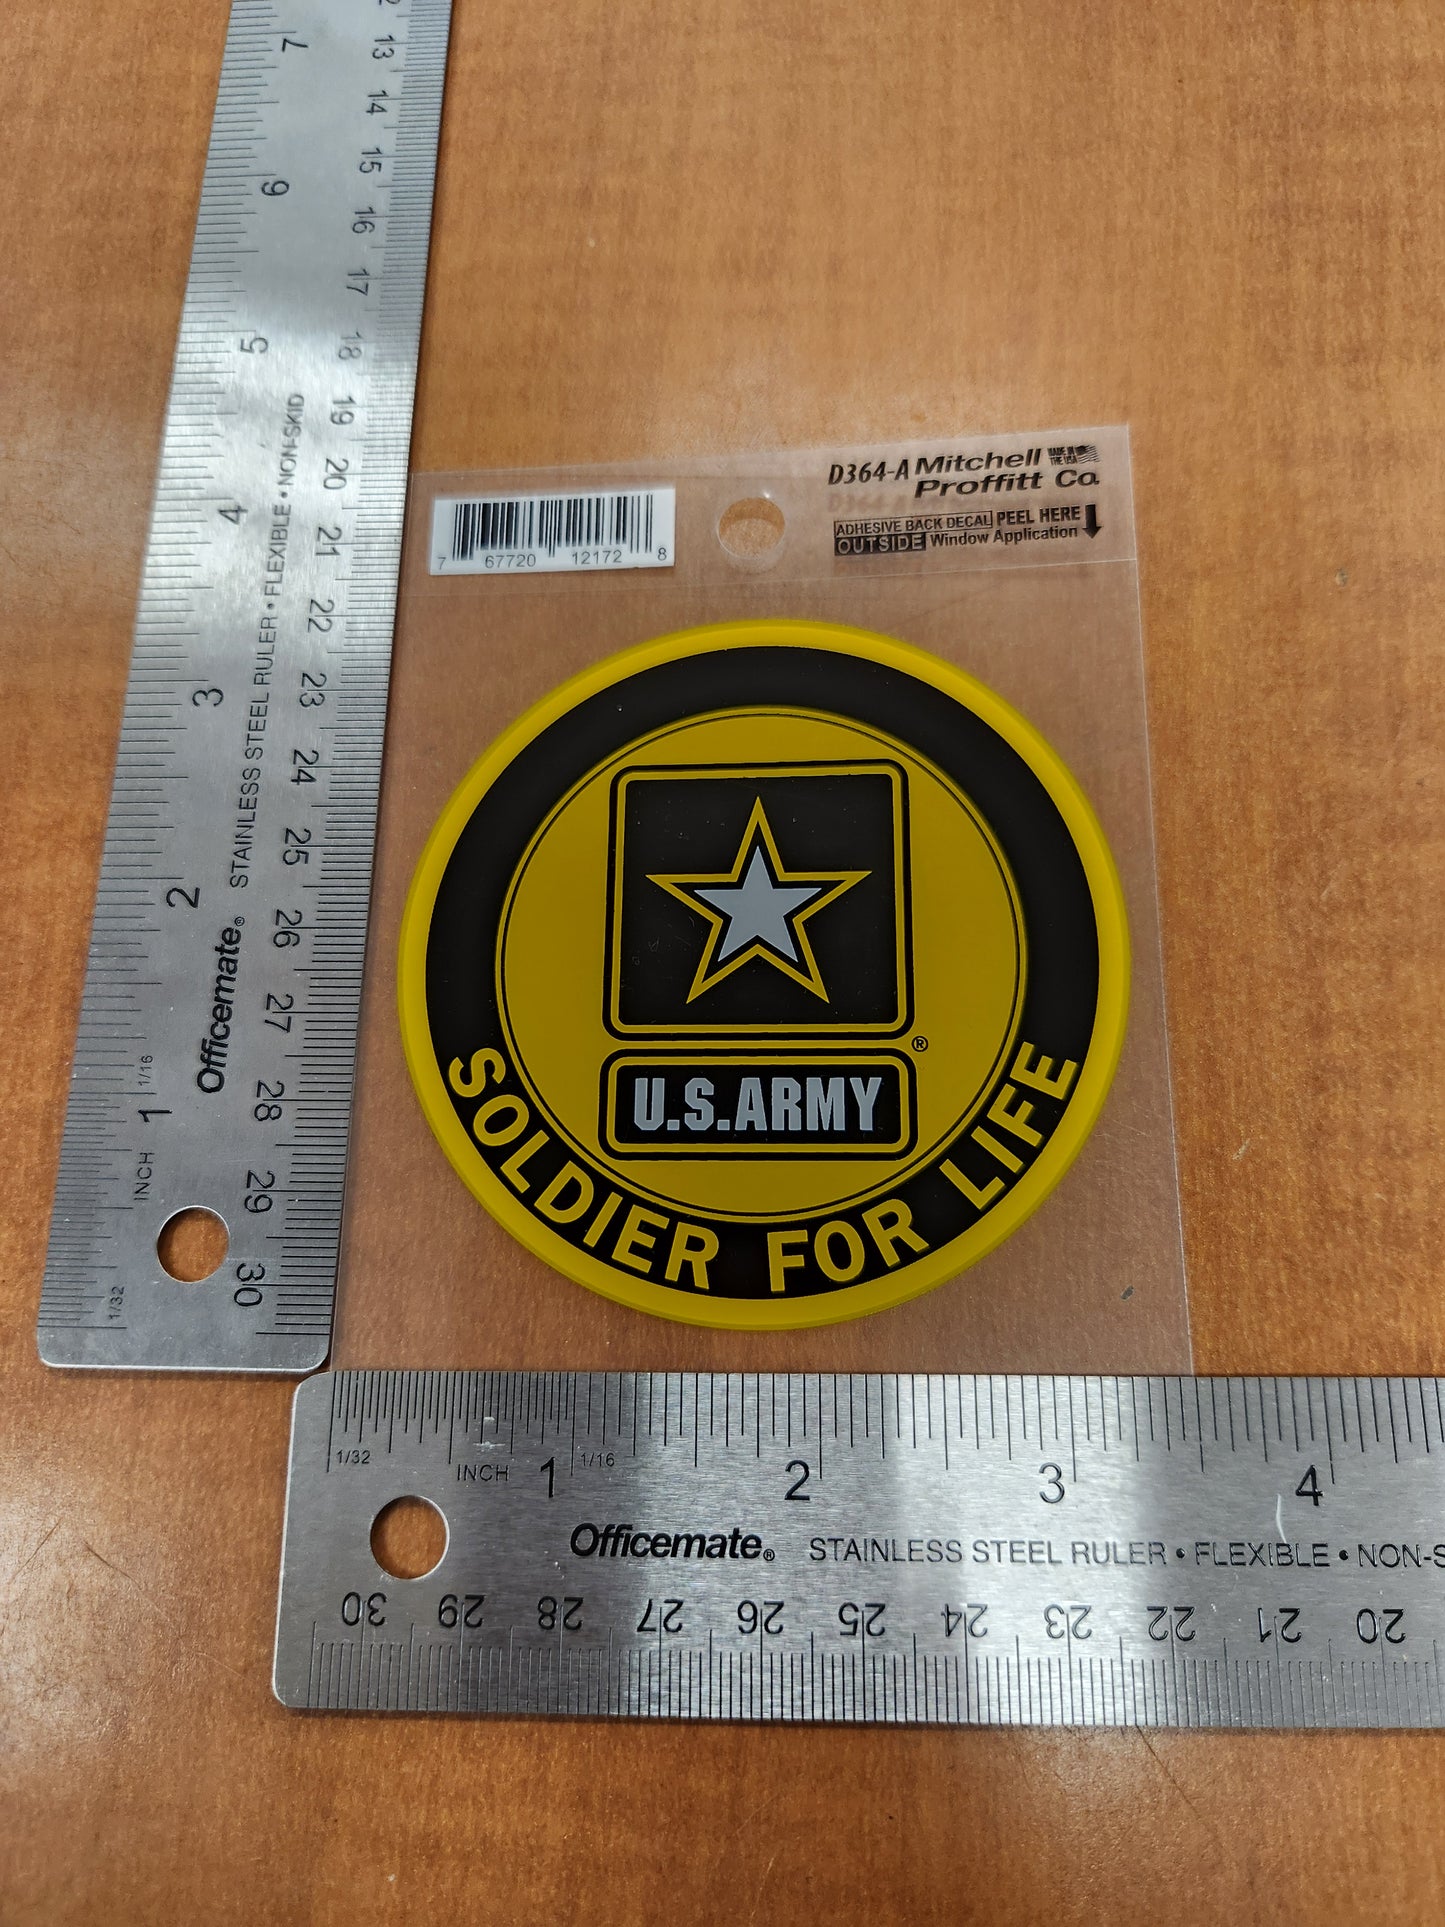 D364-A Mitchell MADE IN THE USA
Proffitt Co.
ADHESIVE BACK DECAL PEEL HERE
OUTSIDE Window Application
7 67720 12172 8
U.S.ARMY®
SOLDIER FOR LIFE
7
6
5
4
3
2
1
INCH
1/16
1/32
Officemate® STAINLESS STEEL RULER • FLEXIBLE • NON-SKID
13
14
15
16
17
18
19
20
21
22
23
24
25
26
27
28
29
30
1/32 INCH 1 1/16 2 3 4
Officemate® STAINLESS STEEL RULER • FLEXIBLE • NON-S
30 29 28 27 26 25 24 23 22 21 20